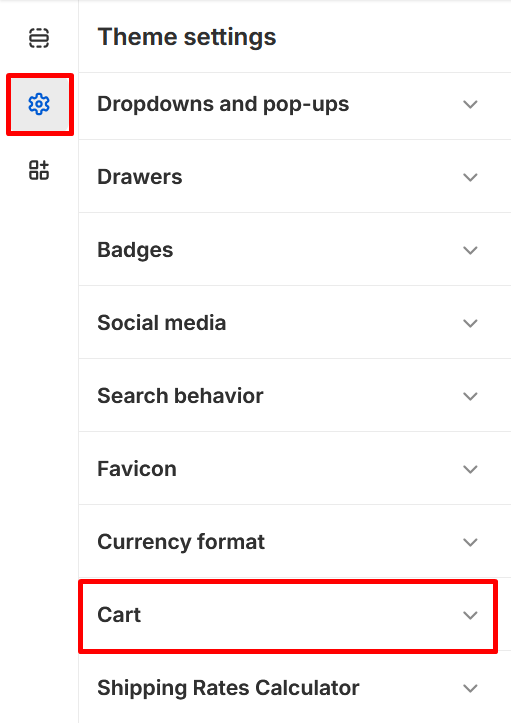 Theme settings
Dropdowns and pop-ups
Drawers
Badges
Social media
Search behavior
Favicon
Currency format
Cart
Shipping Rates Calculator